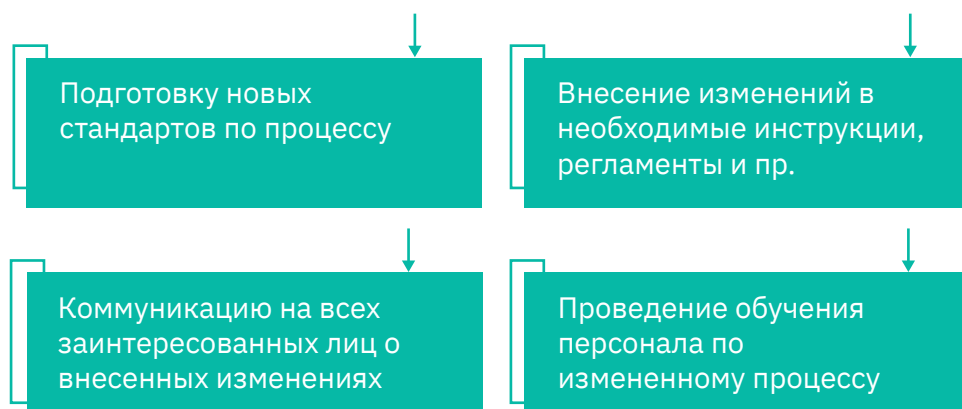 Подготовку новых
стандартов по процессу
Внесение изменений в
необходимые инструкции,
регламенты и пр.
Коммуникацию на всех
заинтересованных лиц о
внесенных изменениях
Проведение обучения
персонала по
измененному процессу